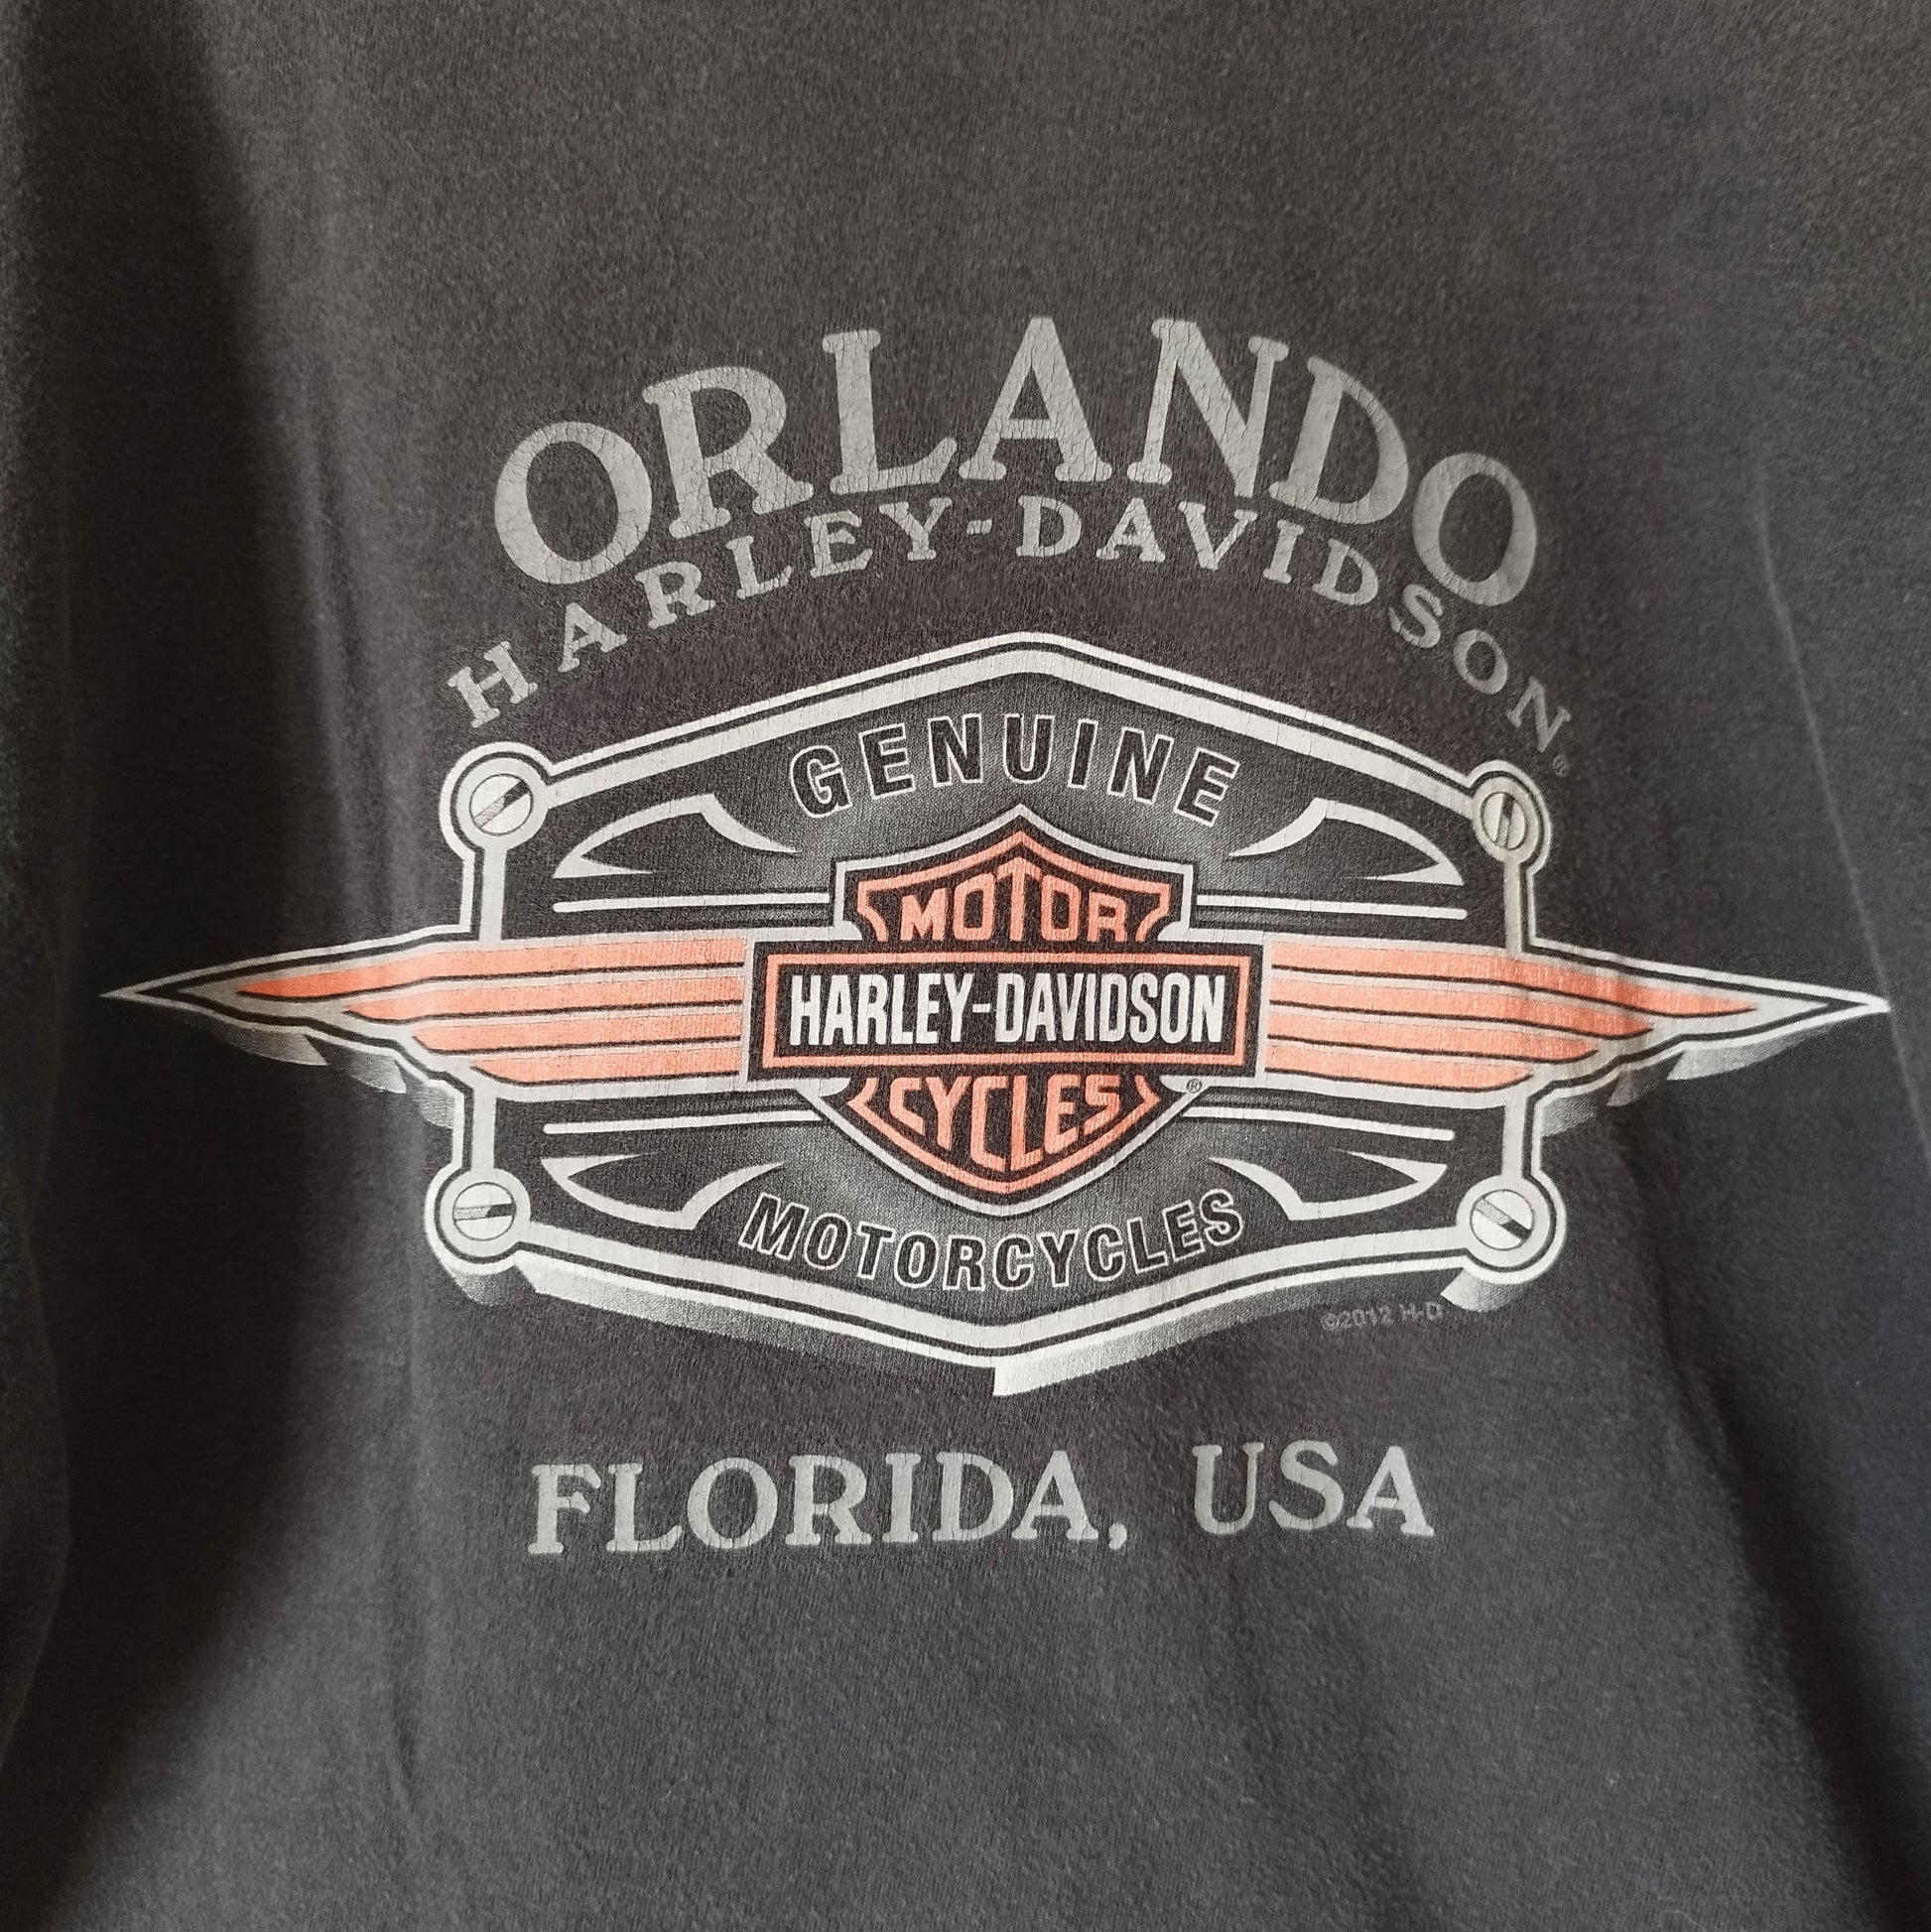 ORLANDO
HARLEY-DAVIDSON®
GENUINE
MOTOR
HARLEY-DAVIDSON
CYCLES®
MOTORCYCLES
©2012 H-D
FLORIDA, USA